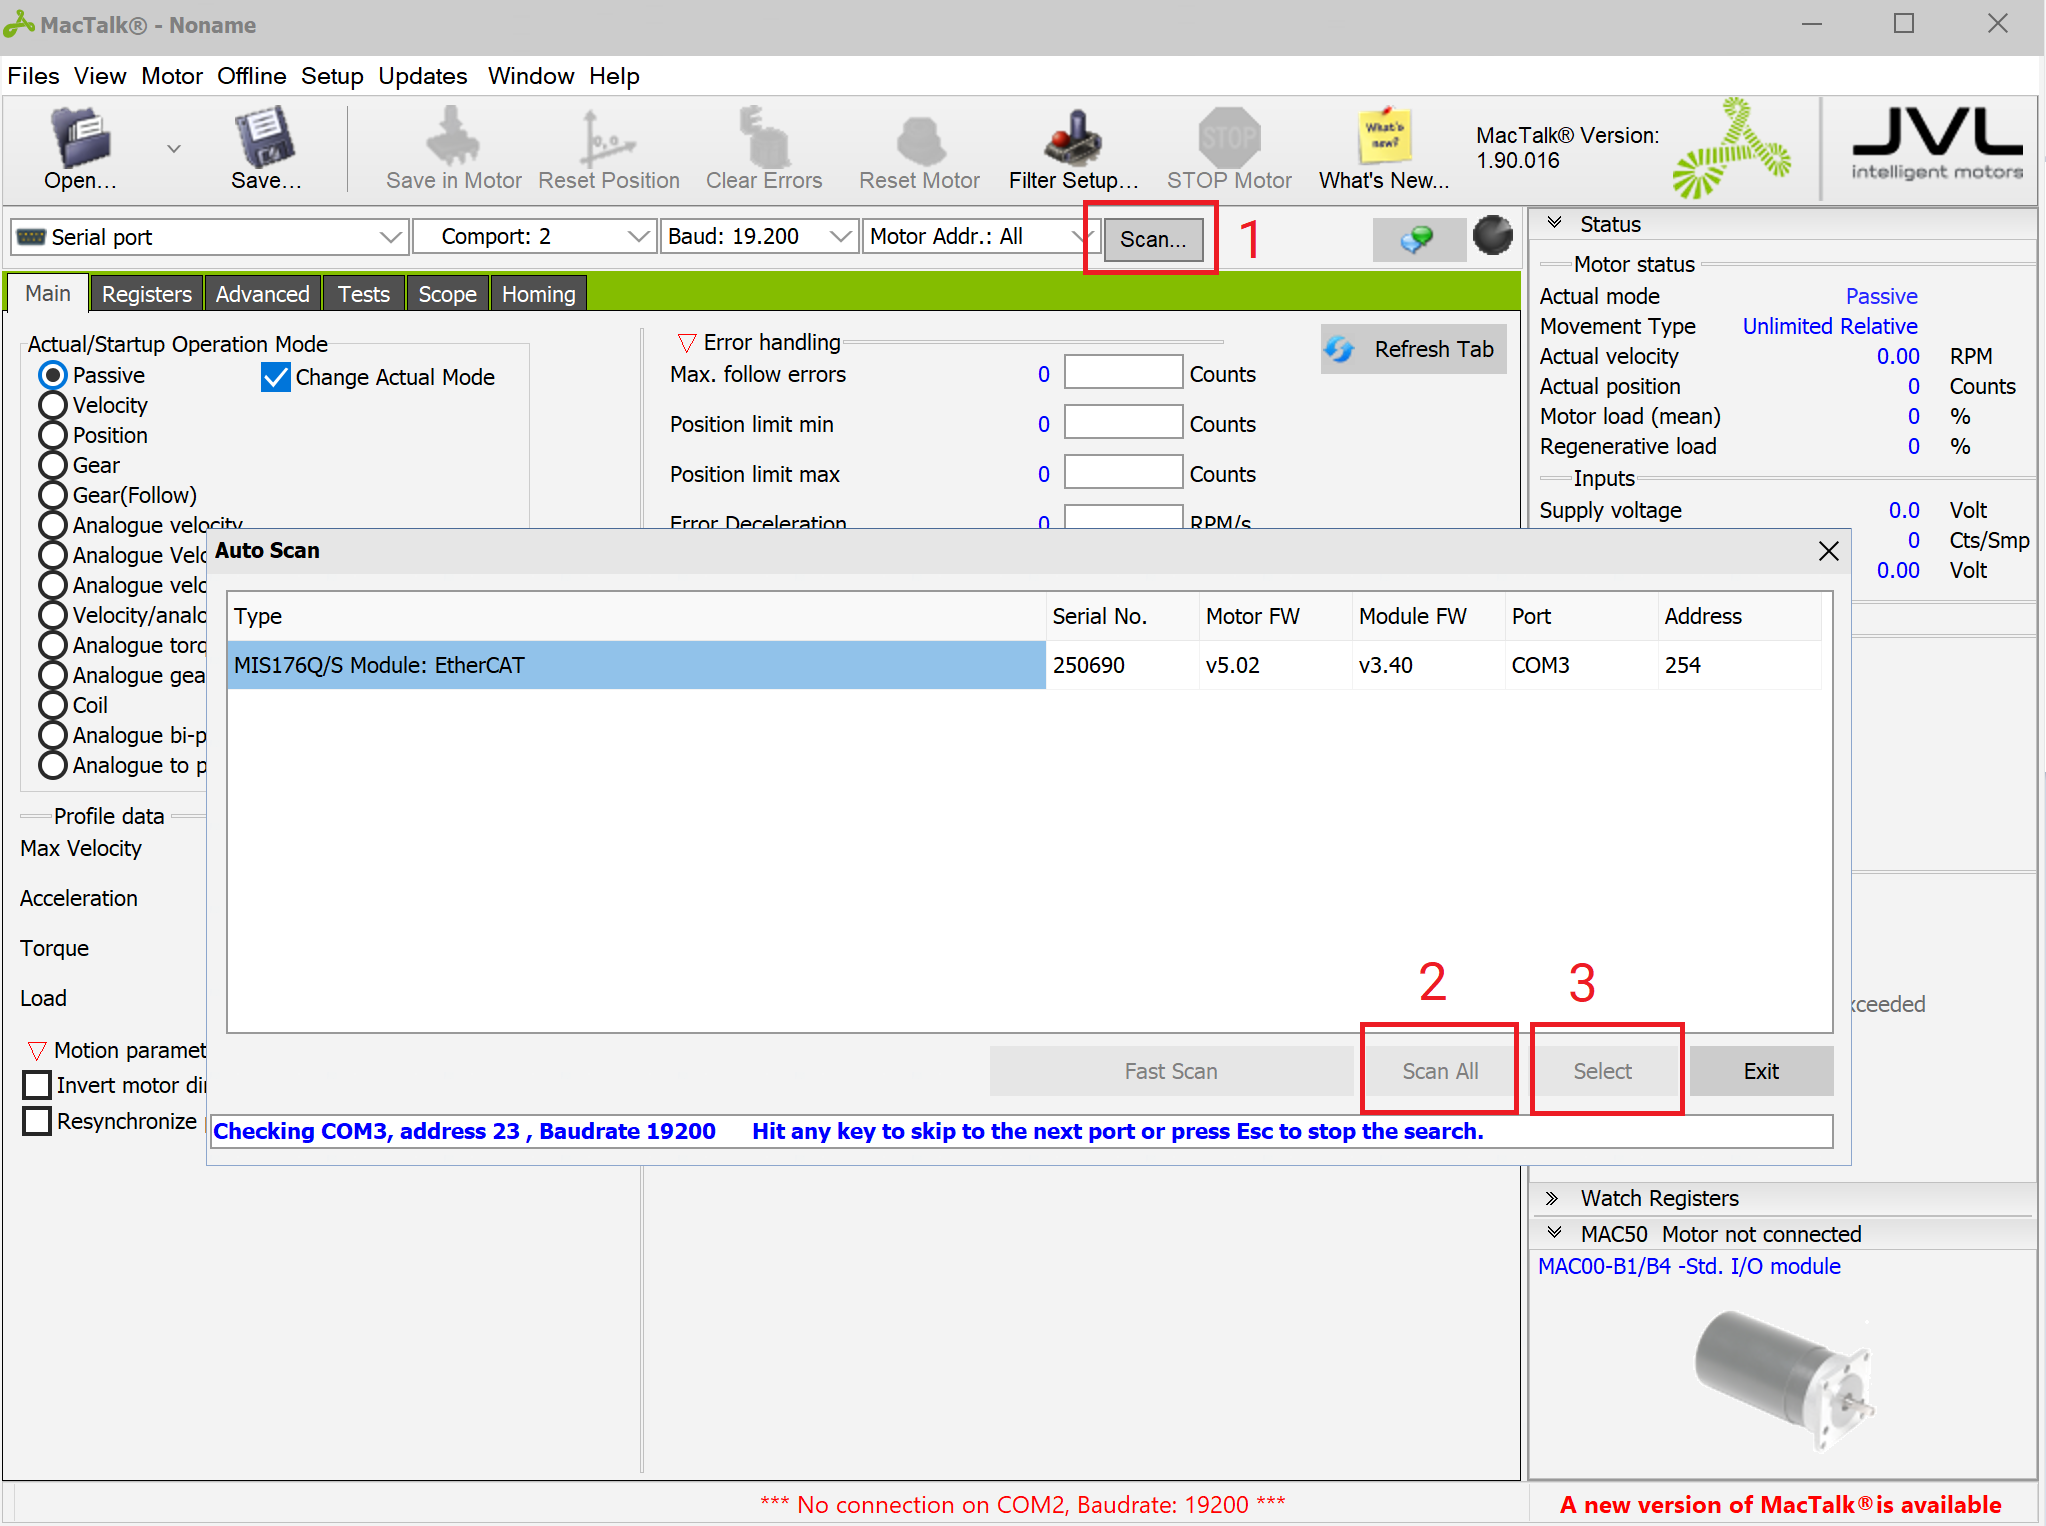 MacTalk® - Noname
Files View Motor Offline Setup Updates Window Help
Open... Save... Save in Motor Reset Position Clear Errors Reset Motor Filter Setup... STOP Motor What's New...
STOP
What's new?
MacTalk® Version:
1.90.016
JVL
intelligent motors
Serial port Comport: 2 Baud: 19.200 Motor Addr.: All Scan... 1
Main Registers Advanced Tests Scope Homing
Actual/Startup Operation Mode
Passive Change Actual Mode
Velocity
Position
Gear
Gear(Follow)
Analogue velocity
Analogue Velo
Analogue velo
Velocity/analo
Analogue torq
Analogue gea
Coil
Analogue bi-p
Analogue to p
Profile data
Max Velocity
Acceleration
Torque
Load
Motion paramet
Invert motor dir
Resynchronize
Error handling
Refresh Tab
Max. follow errors 0 Counts
Position limit min 0 Counts
Position limit max 0 Counts
Error Deceleration 0 RPM/s
Status
Motor status
Actual mode Passive
Movement Type Unlimited Relative
Actual velocity 0.00 RPM
Actual position 0 Counts
Motor load (mean) 0 %
Regenerative load 0 %
Inputs
Supply voltage 0.0 Volt
0 Cts/Smp
0.00 Volt
xceeded
Auto Scan
Type Serial No. Motor FW Module FW Port Address
MIS176Q/S Module: EtherCAT 250690 v5.02 v3.40 COM3 254
2 3
Fast Scan Scan All Select Exit
Checking COM3, address 23 , Baudrate 19200 Hit any key to skip to the next port or press Esc to stop the search.
Watch Registers
MAC50 Motor not connected
MAC00-B1/B4 -Std. I/O module
*** No connection on COM2, Baudrate: 19200 ***
A new version of MacTalk® is available